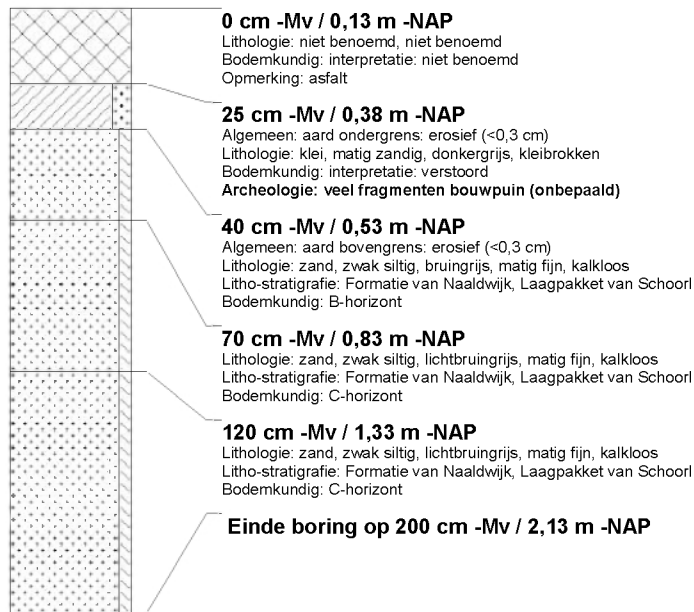 0 cm -Mv / 0,13 m -NAP
Lithologie: niet benoemd, niet benoemd
Bodemkundig: interpretatie: niet benoemd
Opmerking: asfalt
25 cm -Mv / 0,38 m -NAP
Algemeen: aard ondergrens: erosief (<0,3 cm)
Lithologie: klei, matig zandig, donkergrijs, kleibrokken
Bodemkundig: interpretatie: verstoord
Archeologie: veel fragmenten bouwpuin (onbepaald)
40 cm -Mv / 0,53 m -NAP
Algemeen: aard bovengrens: erosief (<0,3 cm)
Lithologie: zand, zwak siltig, bruingrijs, matig fijn, kalkloos
Litho-stratigrafie: Formatie van Naaldwijk, Laagpakket van Schoorl
Bodemkundig: B-horizont
70 cm -Mv / 0,83 m -NAP
Lithologie: zand, zwak siltig, lichtbruingrijs, matig fijn, kalkloos
Litho-stratigrafie: Formatie van Naaldwijk, Laagpakket van Schoorl
Bodemkundig: C-horizont
120 cm -Mv / 1,33 m -NAP
Lithologie: zand, zwak siltig, lichtbruingrijs, matig fijn, kalkloos
Litho-stratigrafie: Formatie van Naaldwijk, Laagpakket van Schoorl
Bodemkundig: C-horizont
Einde boring op 200 cm -Mv / 2,13 m -NAP